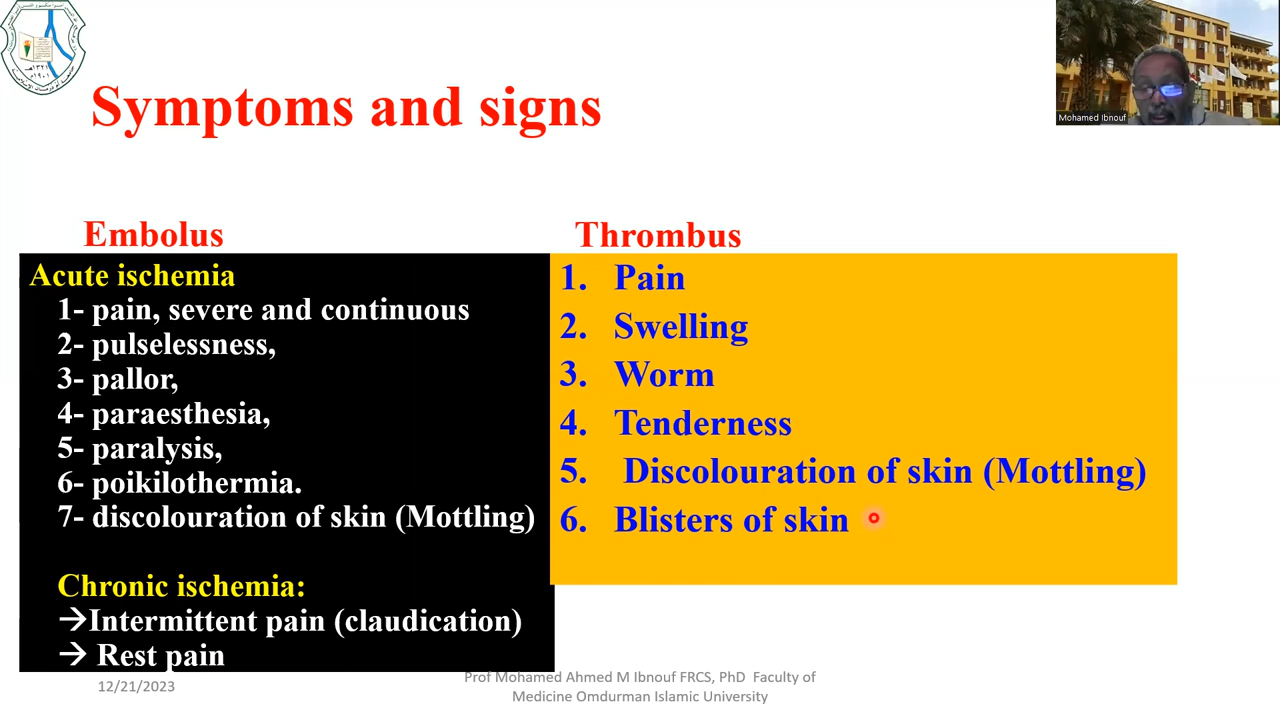 ١٣٢١هـ
١٩٠١م
Symptoms and signs
Mohamed Ibnouf
Embolus
Acute ischemia
1- pain, severe and continuous
2- pulselessness,
3- pallor,
4- paraesthesia,
5- paralysis,
6- poikilothermia.
7- discolouration of skin (Mottling)
Chronic ischemia:
→Intermittent pain (claudication)
→ Rest pain
Thrombus
1. Pain
2. Swelling
3. Worm
4. Tenderness
5. Discolouration of skin (Mottling)
6. Blisters of skin
12/21/2023
Prof Mohamed Ahmed M Ibnouf FRCS, PhD Faculty of
Medicine Omdurman Islamic University